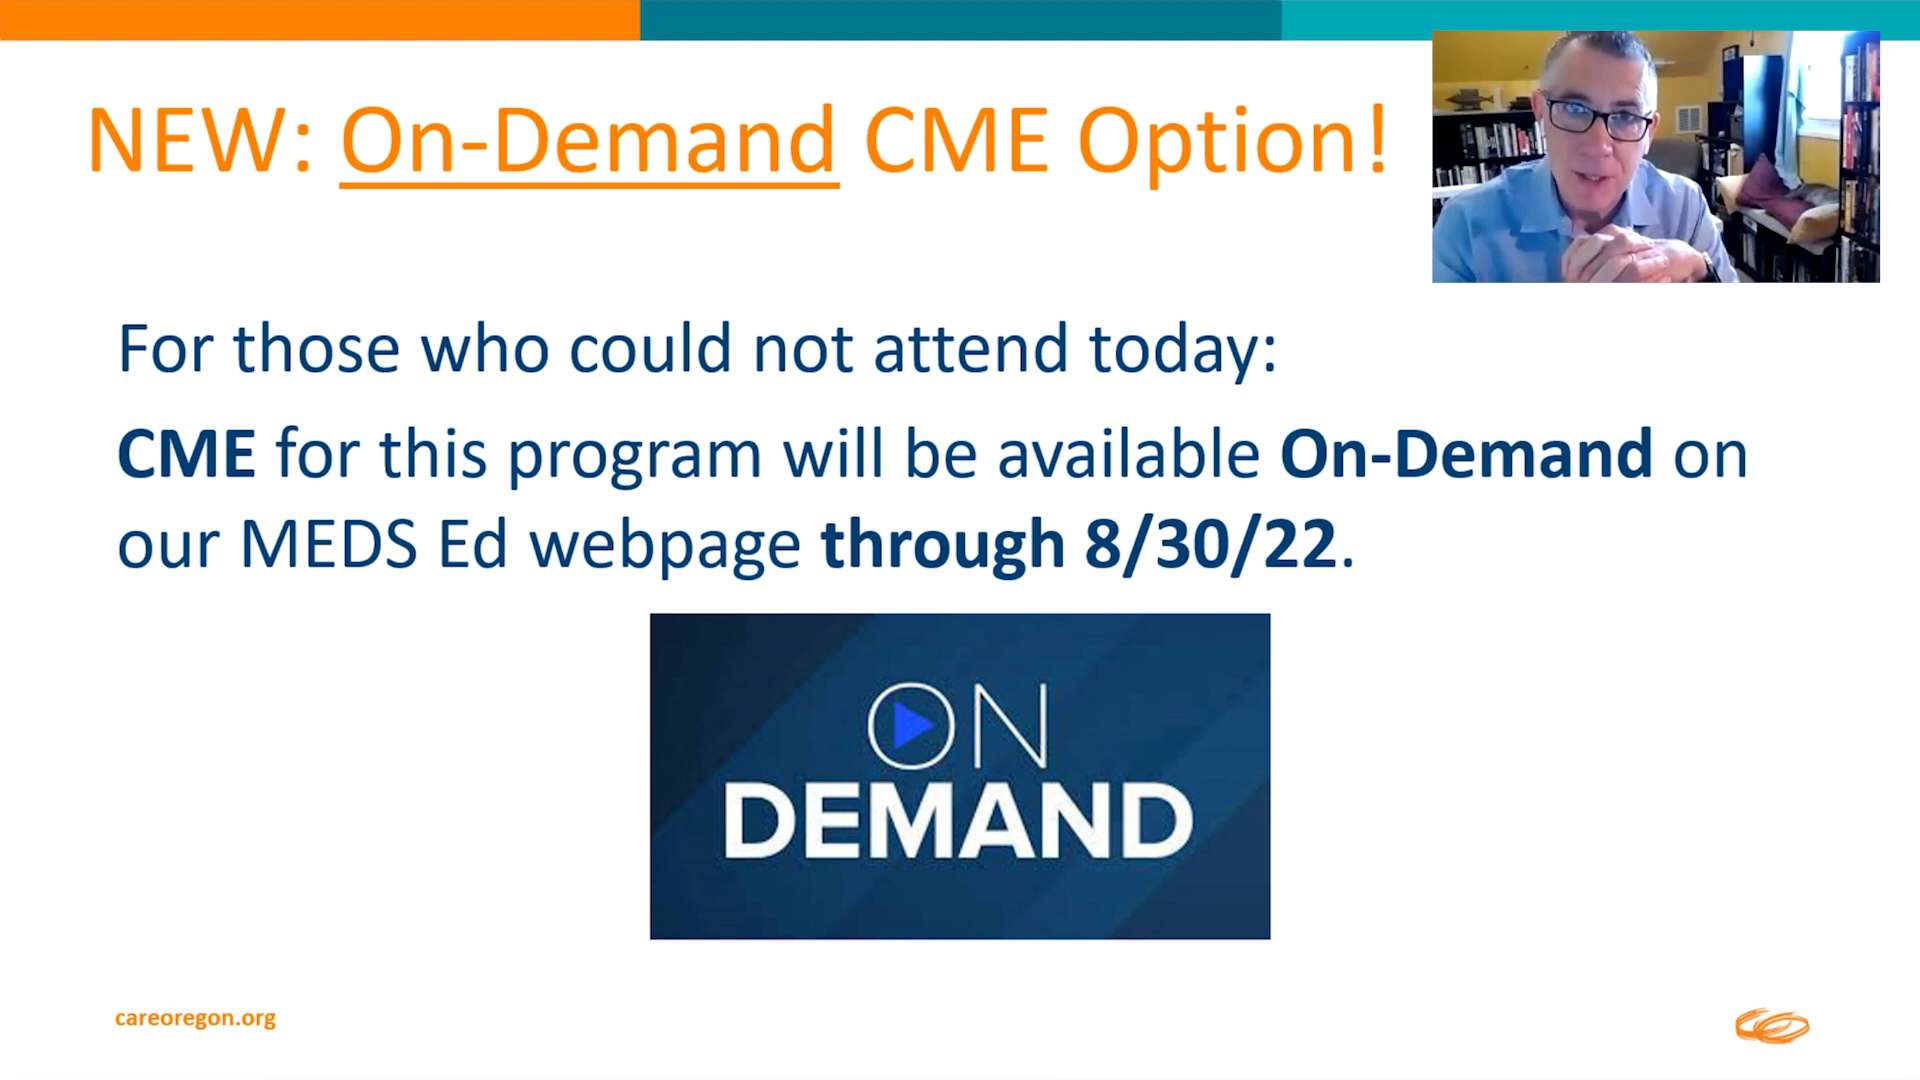 NEW: On-Demand CME Option!
For those who could not attend today:
CME for this program will be available On-Demand on
our MEDS Ed webpage through 8/30/22.
ON
DEMAND
careoregon.org